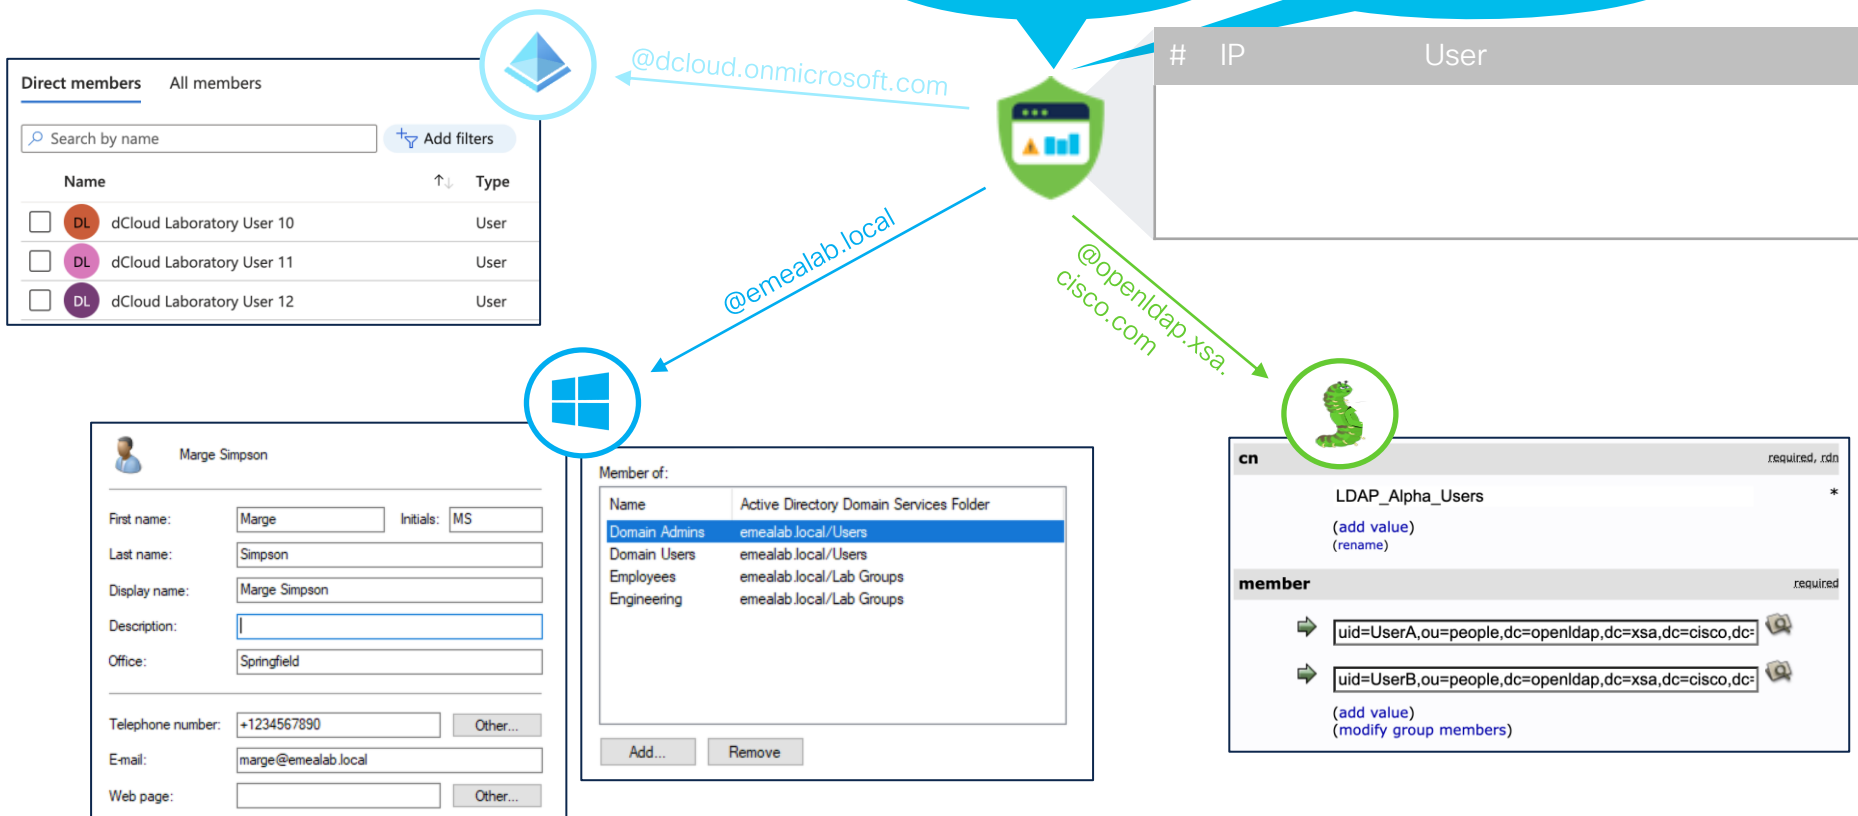 @dcloud.onmicrosoft.com
# IP User
Direct members All members
Search by name Add filters
Name Type
DL dCloud Laboratory User 10 User
DL dCloud Laboratory User 11 User
DL dCloud Laboratory User 12 User
@emealab.local
@openldap.xsa.
cisco.com
Marge Simpson
First name: Marge Initials: MS
Last name: Simpson
Display name: Marge Simpson
Description:
Office: Springfield
Telephone number: +1234567890 Other...
E-mail: marge@emealab.local
Web page: Other...
Member of:
Name Active Directory Domain Services Folder
Domain Admins emealab.local/Users
Domain Users emealab.local/Users
Employees emealab.local/Lab Groups
Engineering emealab.local/Lab Groups
Add... Remove
cn required, rdn
LDAP_Alpha_Users *
(add value)
(rename)
member required
uid=UserA,ou=people,dc=openldap,dc=xsa,dc=cisco,dc=
uid=UserB,ou=people,dc=openldap,dc=xsa,dc=cisco,dc=
(add value)
(modify group members)